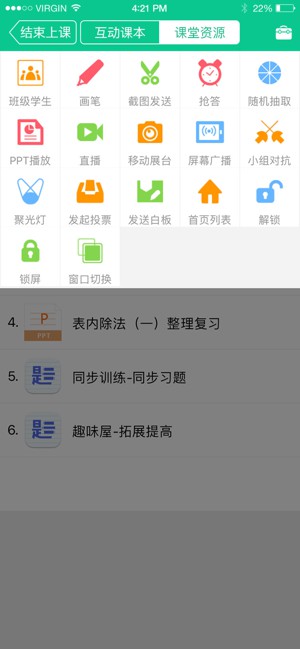 VIRGIN 4:21 PM 22%
结束上课 互动课本 课堂资源
班级学生 画笔 截图发送 抢答 随机抽取
PPT播放 直播 移动展台 屏幕广播 小组对抗
聚光灯 发起投票 发送白板 首页列表 解锁
锁屏 窗口切换
4. P PPT 表内除法（一）整理复习
5. 题 同步训练-同步习题
6. 题 趣味屋-拓展提高